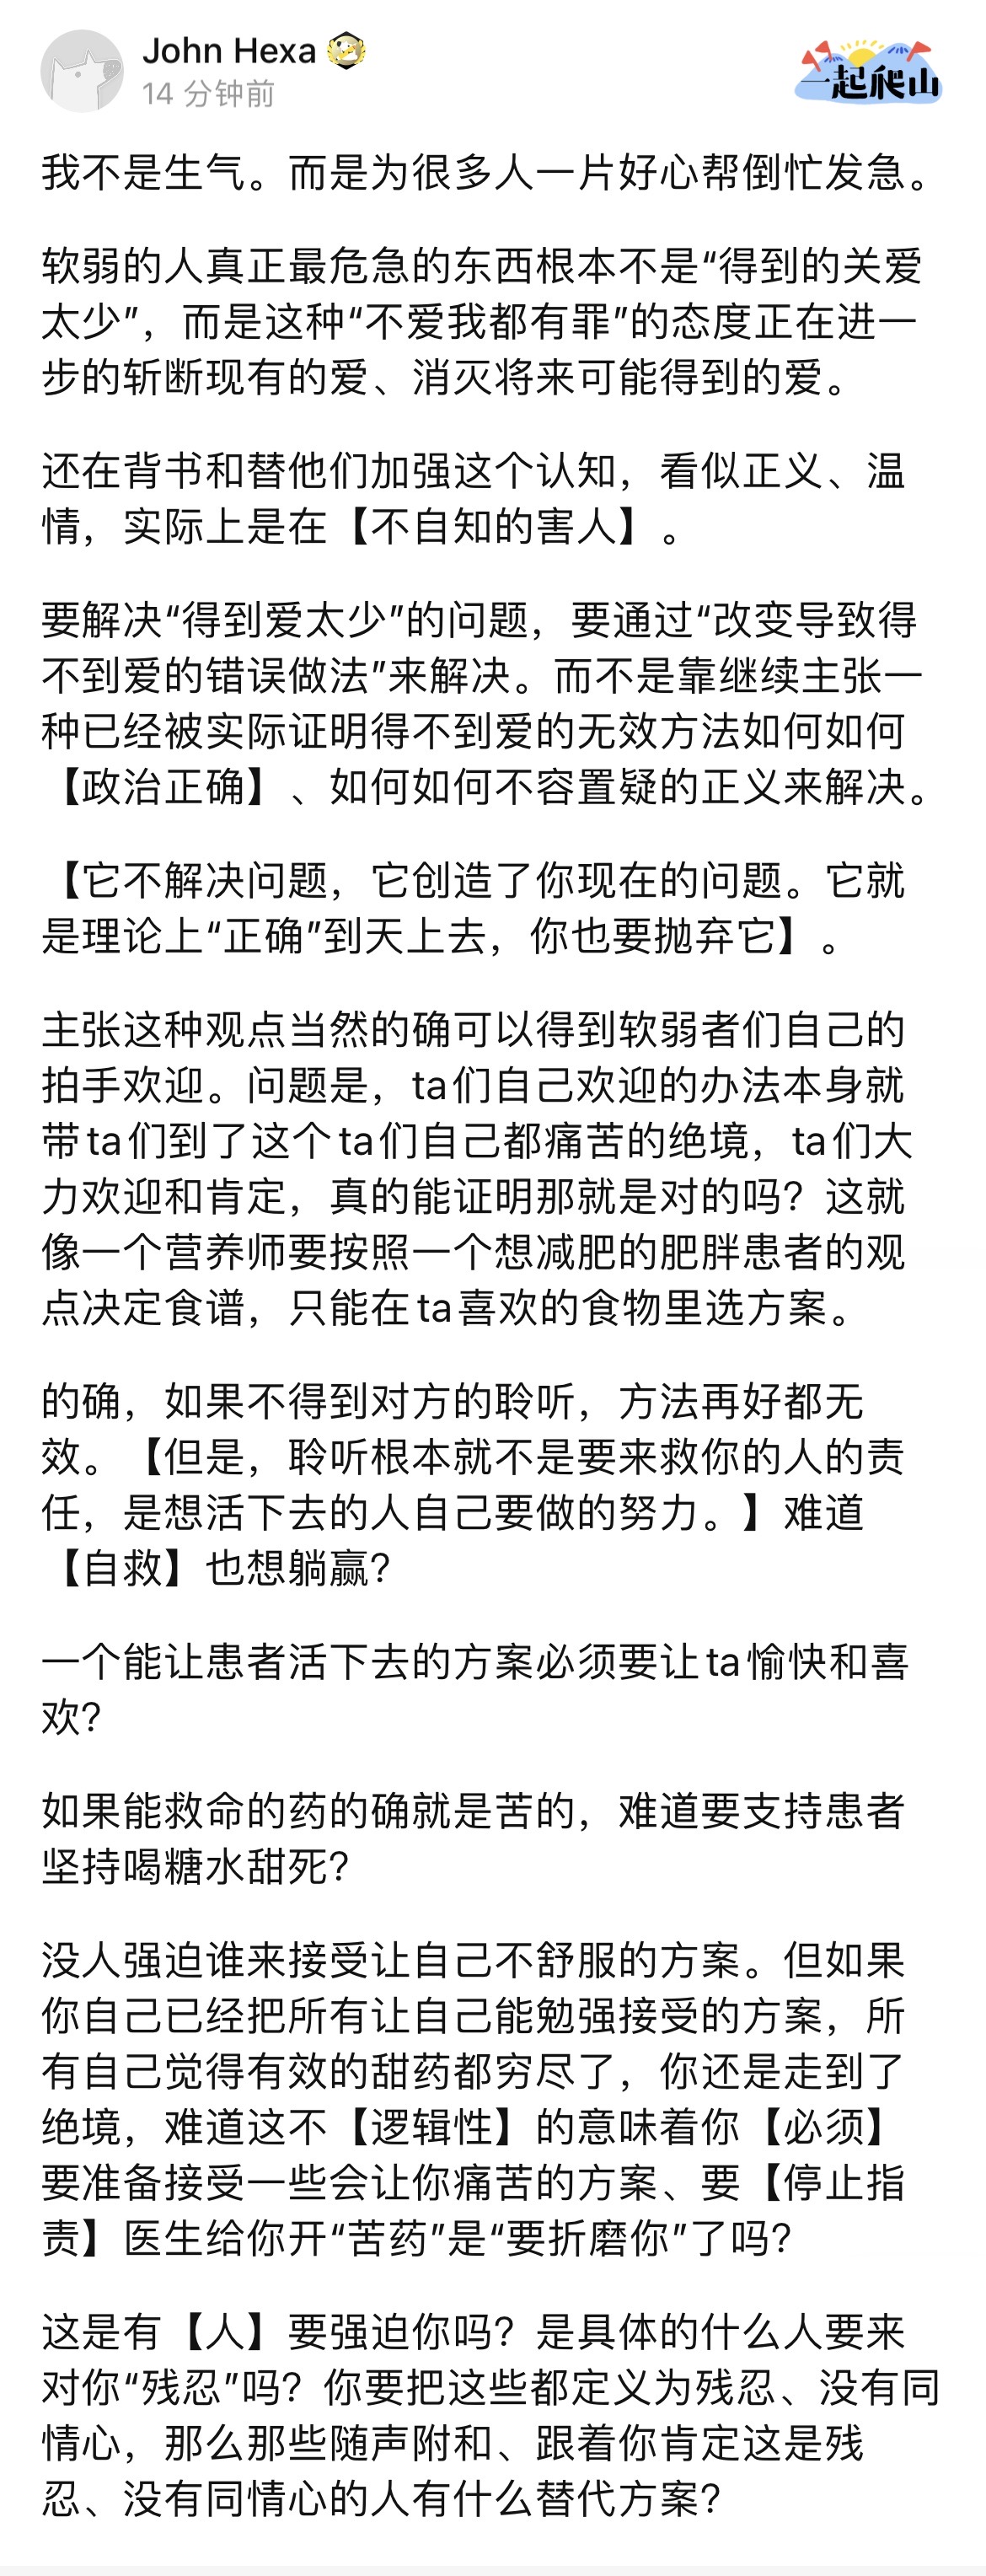 John Hexa
14 分钟前
一起爬山
我不是生气。而是为很多人一片好心帮倒忙发急。
软弱的人真正最危急的东西根本不是“得到的关爱
太少”，而是这种“不爱我都有罪”的态度正在进一
步的斩断现有的爱、消灭将来可能得到的爱。
还在背书和替他们加强这个认知，看似正义、温
情，实际上是在【不自知的害人】。
要解决“得到爱太少”的问题，要通过“改变导致得
不到爱的错误做法”来解决。而不是靠继续主张一
种已经被实际证明得不到爱的无效方法如何如何
【政治正确】、如何如何不容置疑的正义来解决。
【它不解决问题，它创造了你现在的问题。它就
是理论上“正确”到天上去，你也要抛弃它】。
主张这种观点当然的确可以得到软弱者们自己的
拍手欢迎。问题是，ta们自己欢迎的办法本身就
带ta们到了这个ta们自己都痛苦的绝境，ta们大
力欢迎和肯定，真的能证明那就是对的吗？这就
像一个营养师要按照一个想减肥的肥胖患者的观
点决定食谱，只能在ta喜欢的食物里选方案。
的确，如果不得到对方的聆听，方法再好都无
效。【但是，聆听根本就不是要来救你的人的责
任，是想活下去的人自己要做的努力。】难道
【自救】也想躺赢？
一个能让患者活下去的方案必须要让ta愉快和喜
欢？
如果能救命的药的确就是苦的，难道要支持患者
坚持喝糖水甜死？
没人强迫谁来接受让自己不舒服的方案。但如果
你自己已经把所有让自己能勉强接受的方案，所
有自己觉得有效的甜药都穷尽了，你还是走到了
绝境，难道这不【逻辑性】的意味着你【必须】
要准备接受一些会让你痛苦的方案、要【停止指
责】医生给你开“苦药”是“要折磨你”了吗？
这是有【人】要强迫你吗？是具体的什么人要来
对你“残忍”吗？你要把这些都定义为残忍、没有同
情心，那么那些随声附和、跟着你肯定这是残
忍、没有同情心的人有什么替代方案？